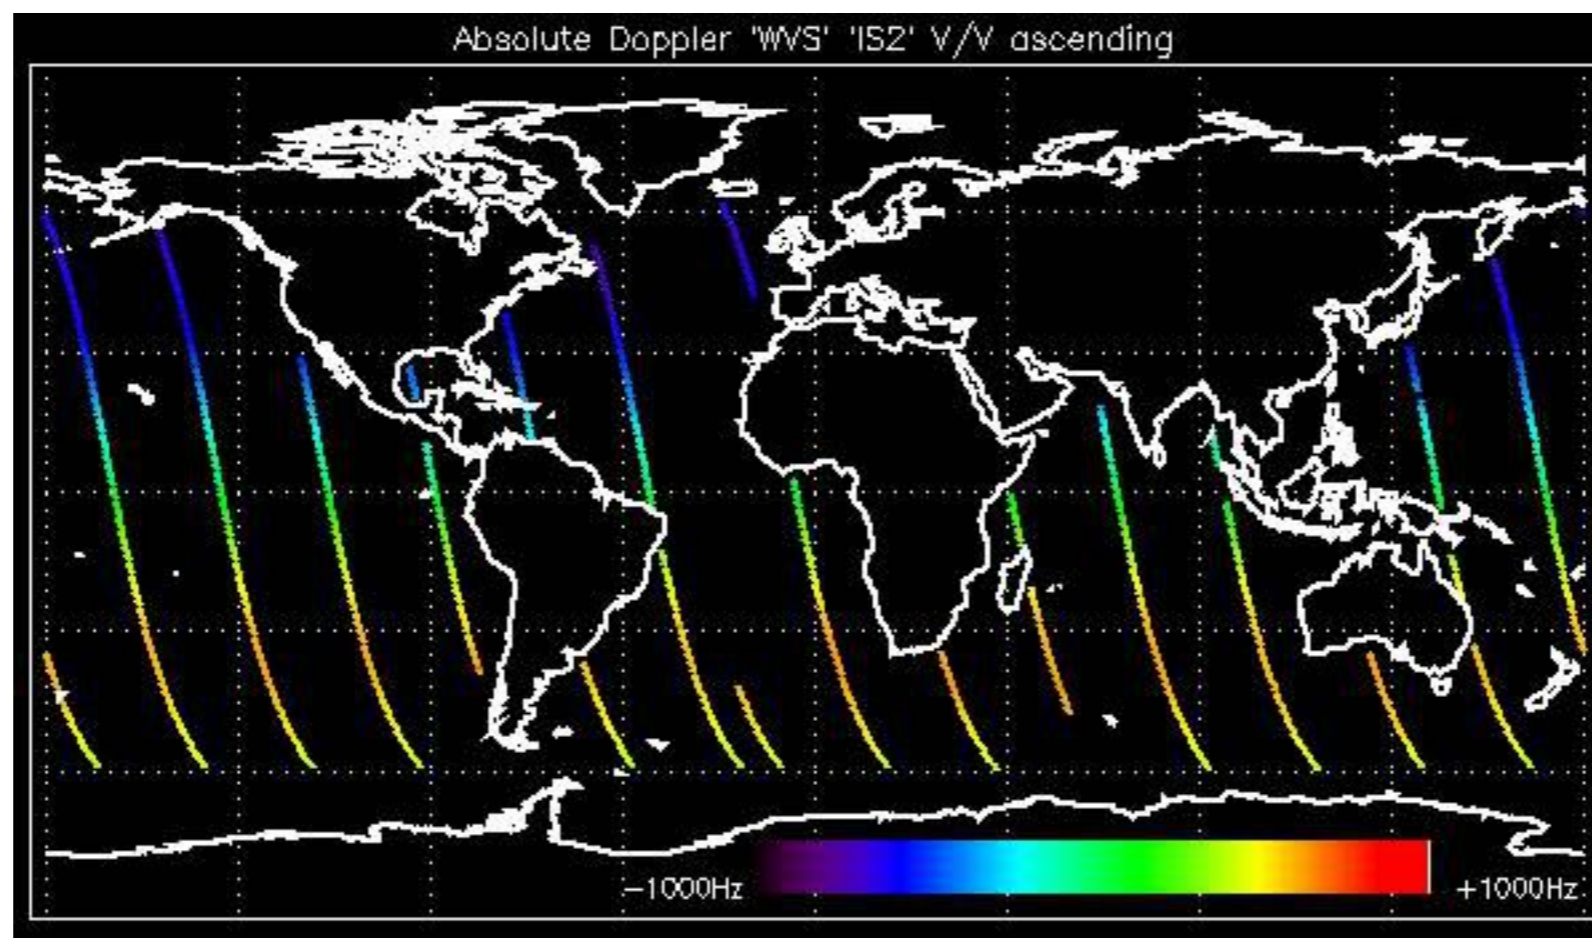 Absolute Doppler 'WVS' 'IS2' V/V ascending
−1000Hz +1000Hz